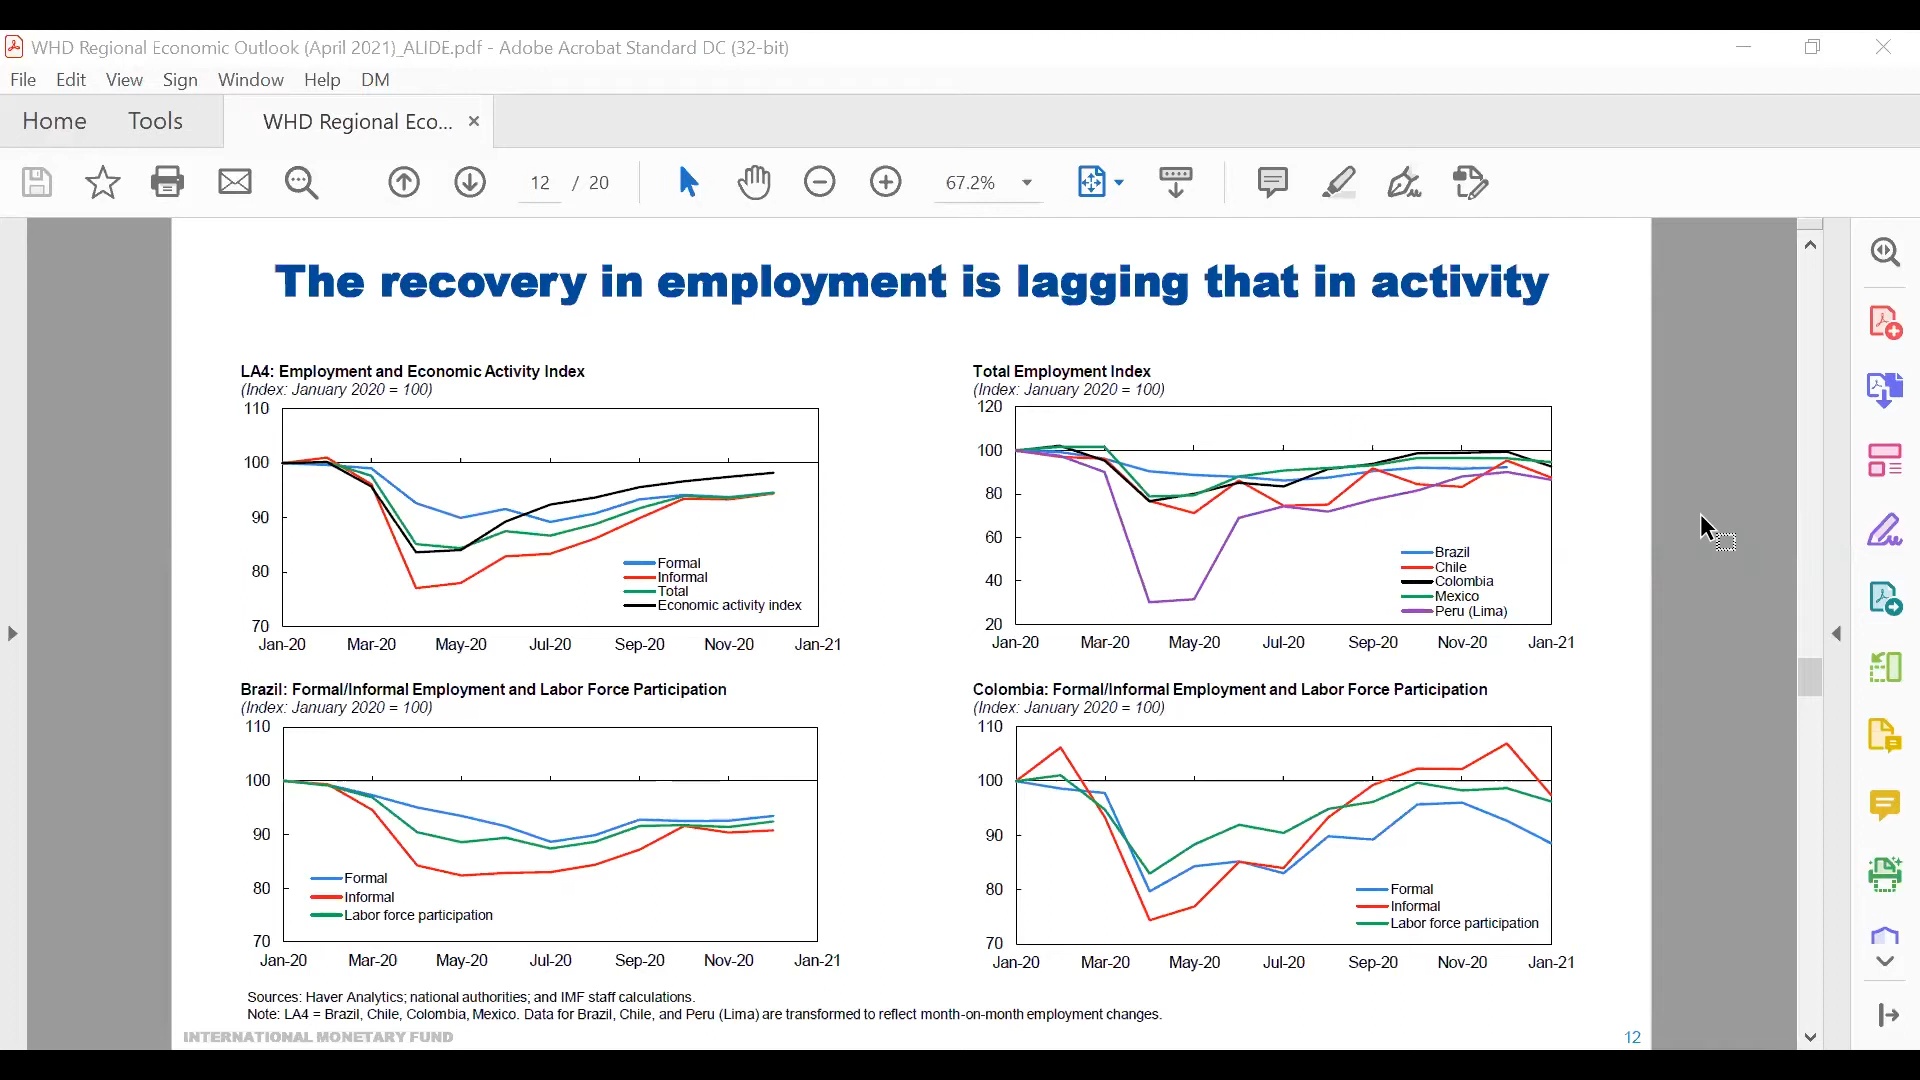 WHD Regional Economic Outlook (April 2021)_ALIDE.pdf - Adobe Acrobat Standard DC (32-bit)
File Edit View Sign Window Help DM
Home Tools WHD Regional Eco... ×
12 / 20 67.2%
The recovery in employment is lagging that in activity
LA4: Employment and Economic Activity Index
(Index: January 2020 = 100)
110
100
90
80
70
Formal
Informal
Total
Economic activity index
Jan-20 Mar-20 May-20 Jul-20 Sep-20 Nov-20 Jan-21
Total Employment Index
(Index: January 2020 = 100)
120
100
80
60
40
20
Brazil
Chile
Colombia
Mexico
Peru (Lima)
Jan-20 Mar-20 May-20 Jul-20 Sep-20 Nov-20 Jan-21
Brazil: Formal/Informal Employment and Labor Force Participation
(Index: January 2020 = 100)
110
100
90
80
70
Formal
Informal
Labor force participation
Jan-20 Mar-20 May-20 Jul-20 Sep-20 Nov-20 Jan-21
Colombia: Formal/Informal Employment and Labor Force Participation
(Index: January 2020 = 100)
110
100
90
80
70
Formal
Informal
Labor force participation
Jan-20 Mar-20 May-20 Jul-20 Sep-20 Nov-20 Jan-21
Sources: Haver Analytics; national authorities; and IMF staff calculations.
Note: LA4 = Brazil, Chile, Colombia, Mexico. Data for Brazil, Chile, and Peru (Lima) are transformed to reflect month-on-month employment changes.
INTERNATIONAL MONETARY FUND
12